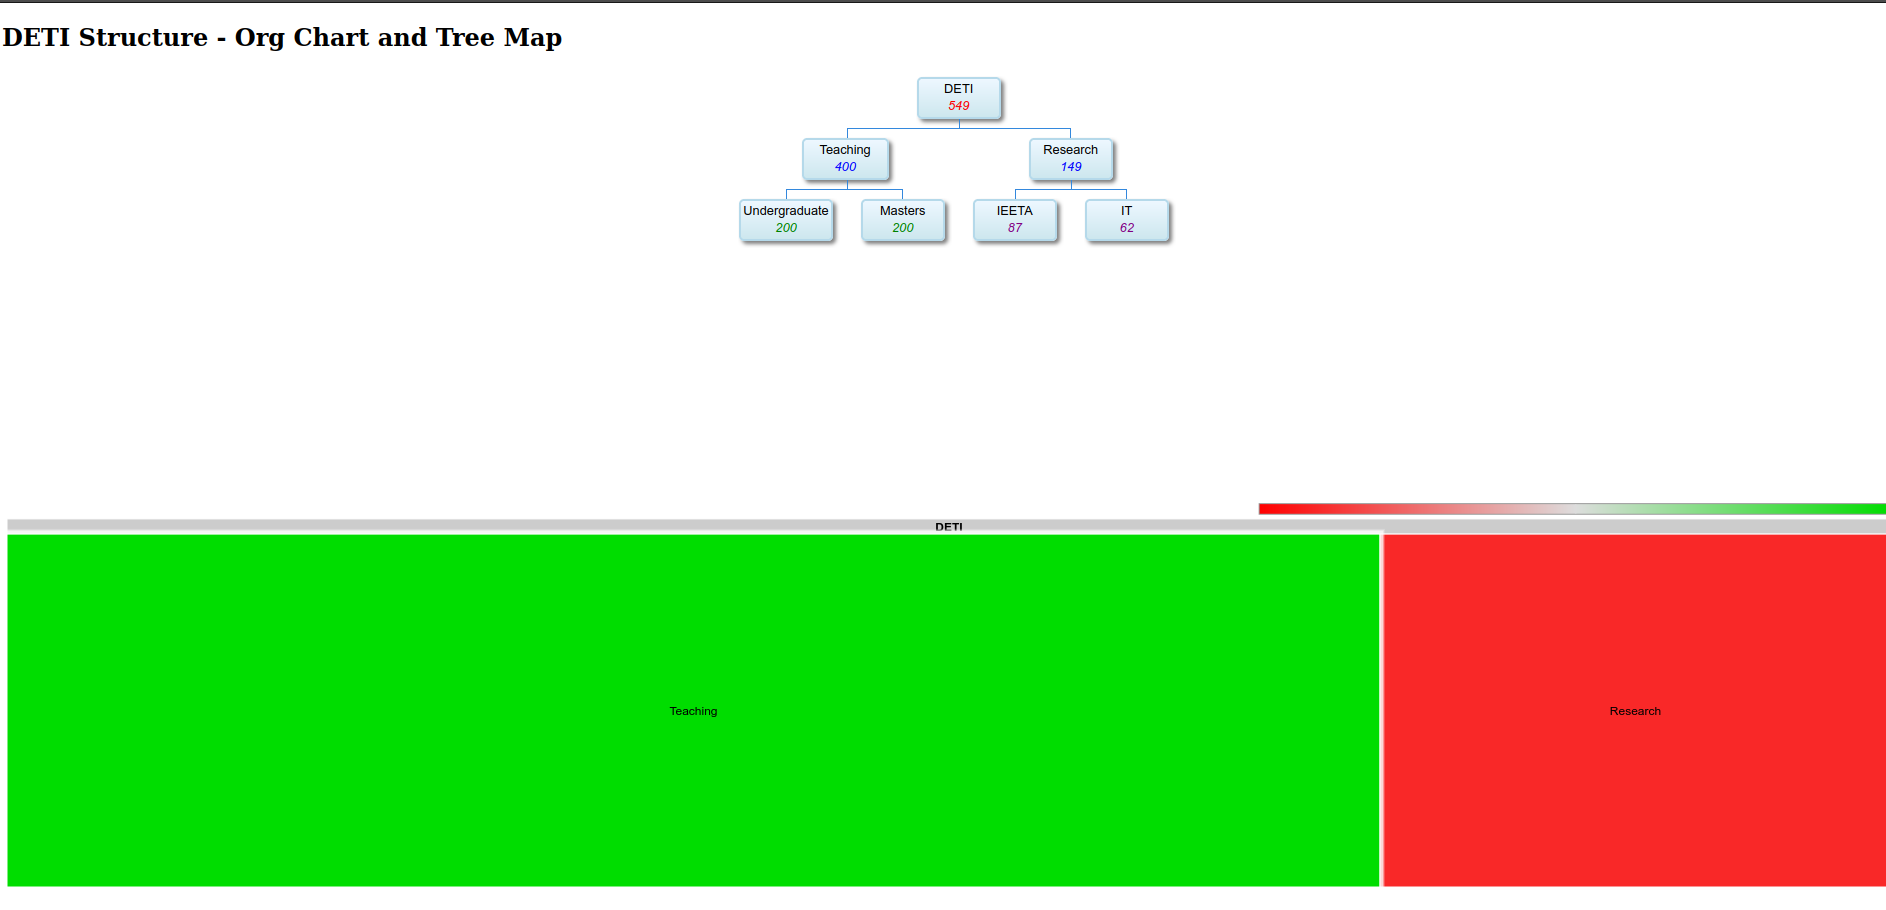 DETI Structure - Org Chart and Tree Map
DETI
549
Teaching
400
Research
149
Undergraduate
200
Masters
200
IEETA
87
IT
62
DETI
Teaching
Research